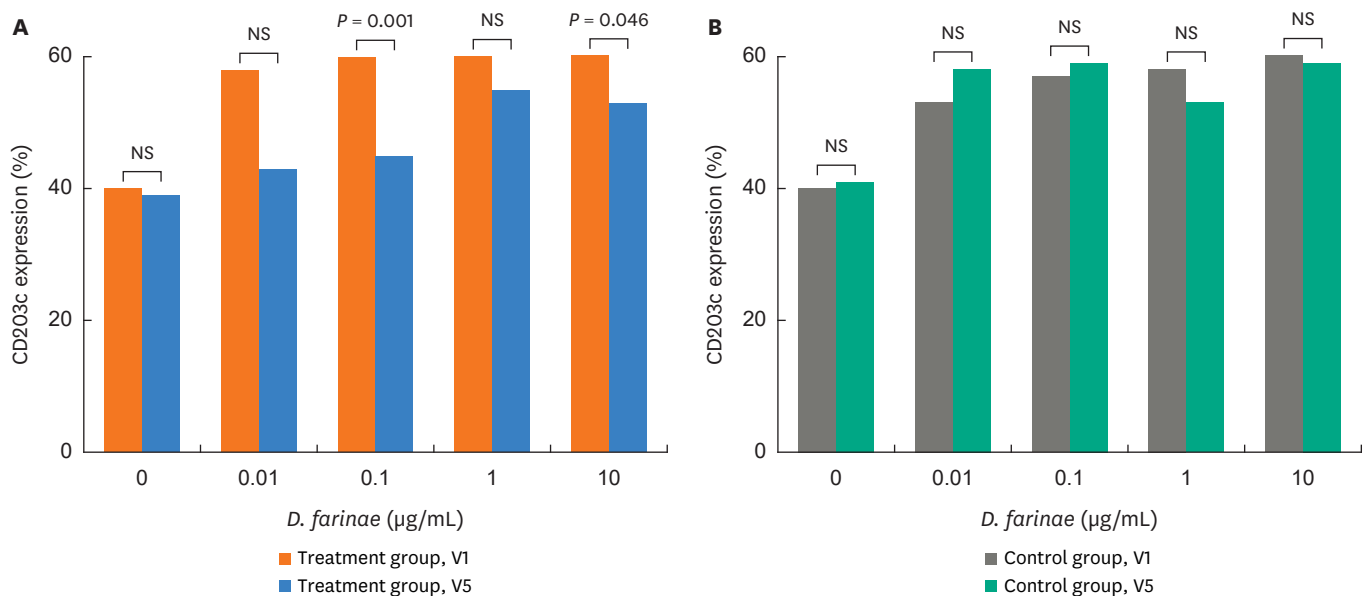 A
NS
NS
P = 0.001
NS
P = 0.046
60
40
20
0
CD203c expression (%)
0
0.01
0.1
1
10
D. farinae (µg/mL)
Treatment group, V1
Treatment group, V5
B
NS
NS
NS
NS
NS
60
40
20
0
CD203c expression (%)
0
0.01
0.1
1
10
D. farinae (µg/mL)
Control group, V1
Control group, V5